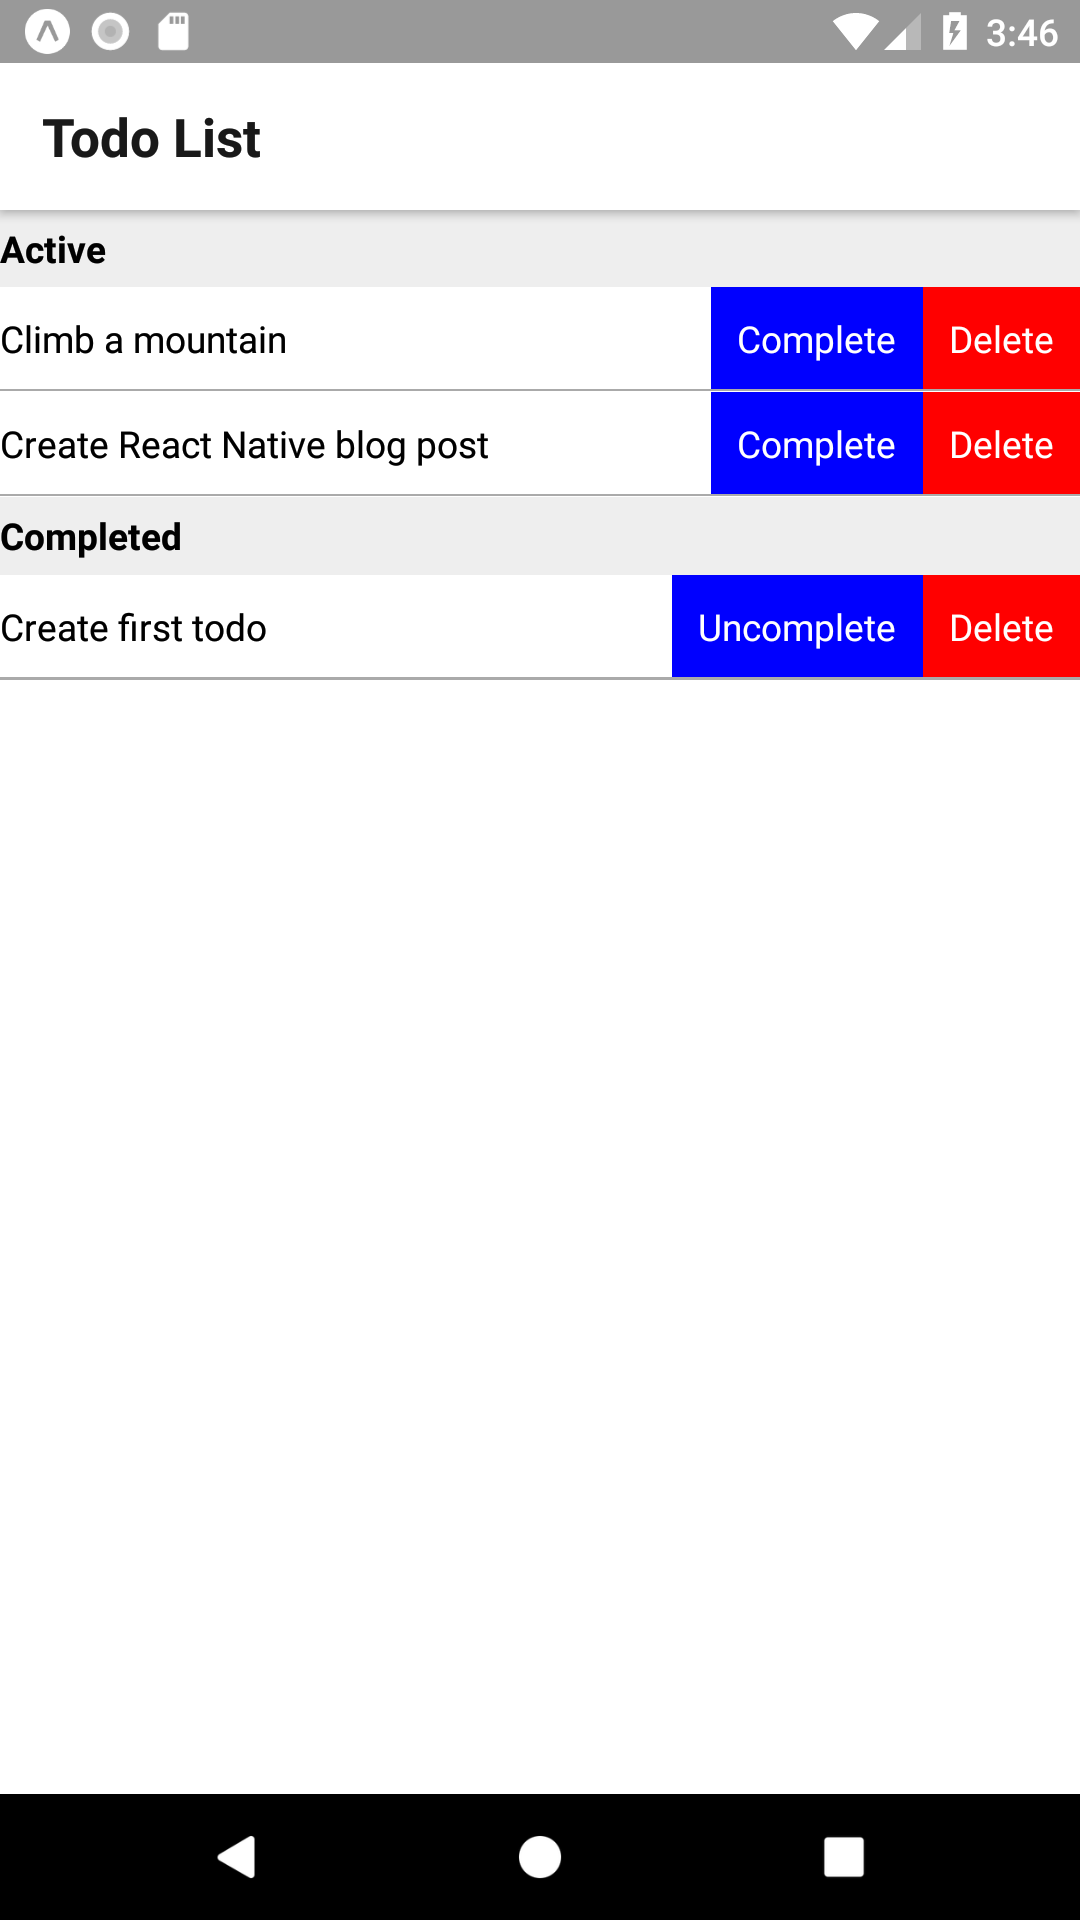 3:46
Todo List
Active
Climb a mountain Complete Delete
Create React Native blog post Complete Delete
Completed
Create first todo Uncomplete Delete